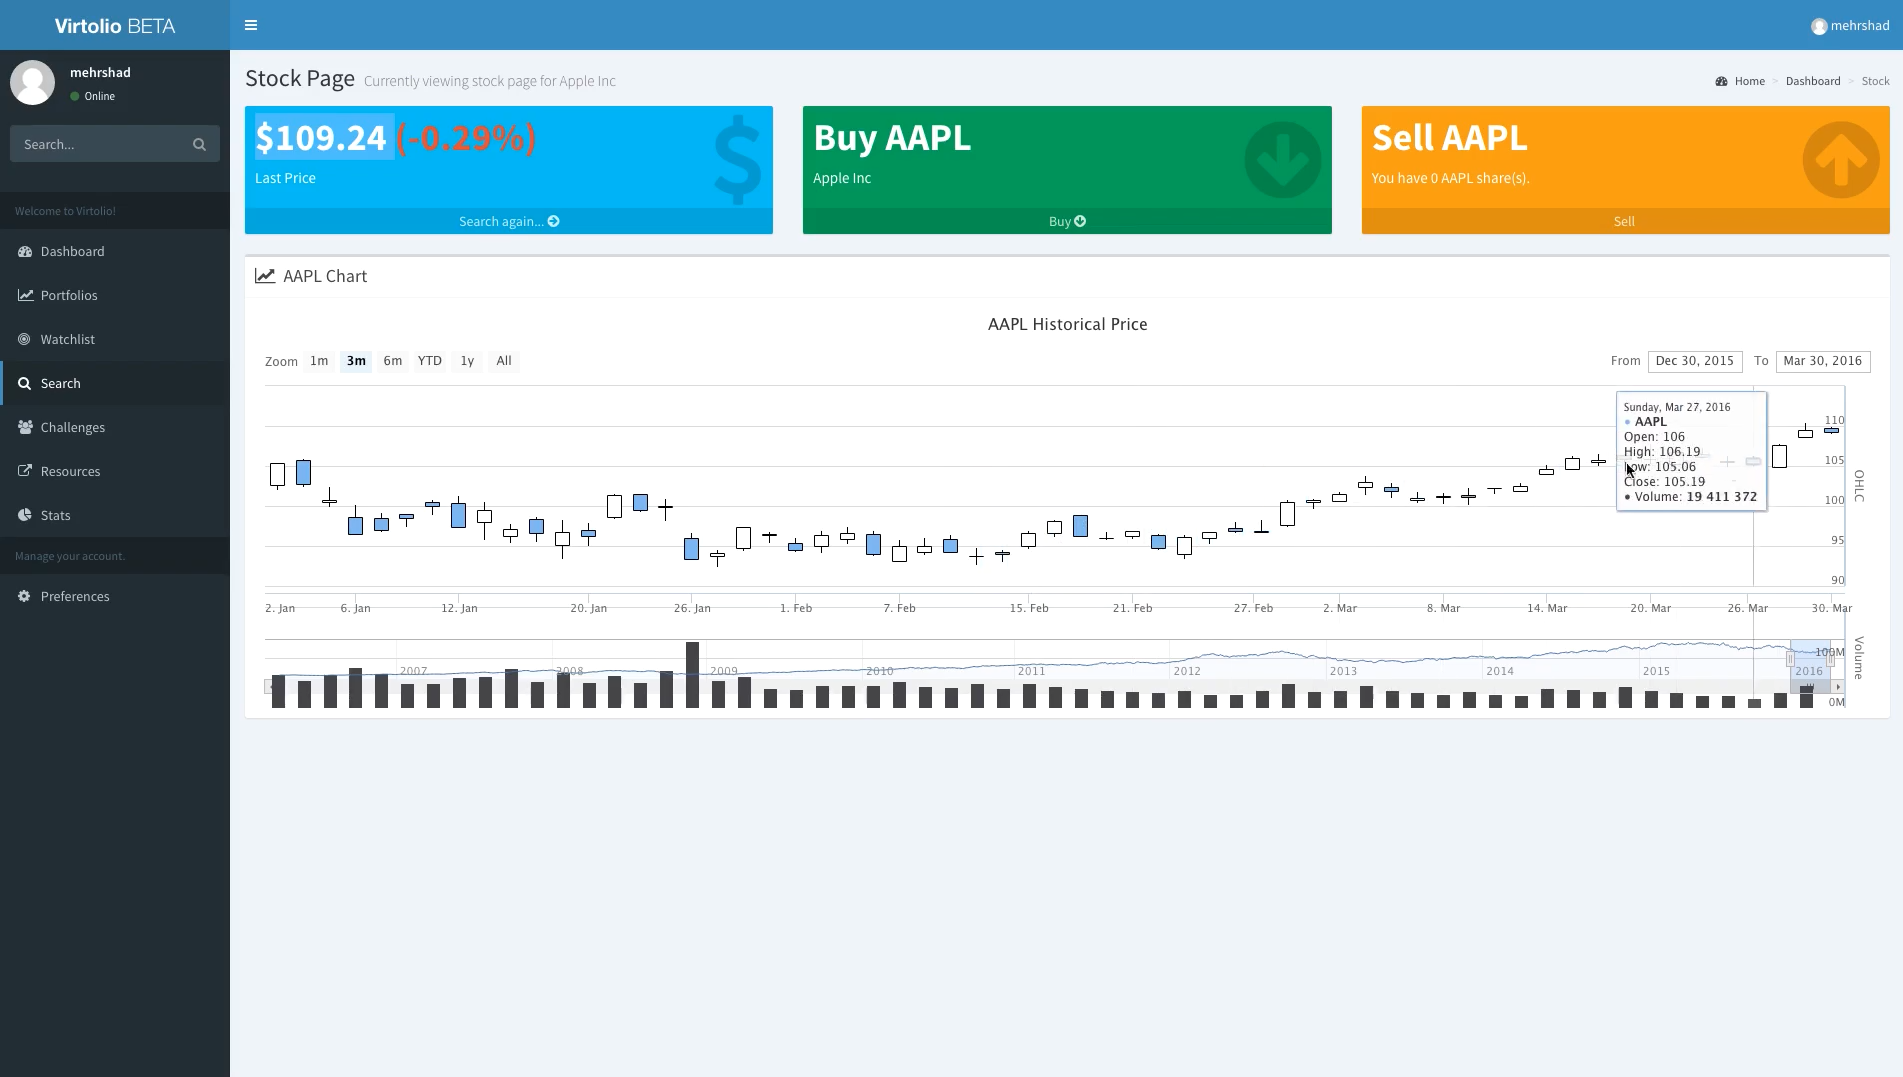 Virtolio BETA
mehrshad
mehrshad
Online
Search...
Welcome to Virtolio!
Dashboard
Portfolios
Watchlist
Search
Challenges
Resources
Stats
Manage your account.
Preferences
Stock Page Currently viewing stock page for Apple Inc
Home > Dashboard > Stock
$109.24 (-0.29%)
Last Price
Search again...
Buy AAPL
Apple Inc
Buy
Sell AAPL
You have 0 AAPL share(s).
Sell
AAPL Chart
AAPL Historical Price
Zoom 1m 3m 6m YTD 1y All
From Dec 30, 2015 To Mar 30, 2016
Sunday, Mar 27, 2016
AAPL
Open: 106
High: 106.19
Low: 105.06
Close: 105.19
Volume: 19 411 372
110
105
100
95
90
OHLC
2. Jan 6. Jan 12. Jan 20. Jan 26. Jan 1. Feb 7. Feb 15. Feb 21. Feb 27. Feb 2. Mar 8. Mar 14. Mar 20. Mar 26. Mar 30. Mar
100M
2007 2008 2009 2010 2011 2012 2013 2014 2015 2016
0M
Volume